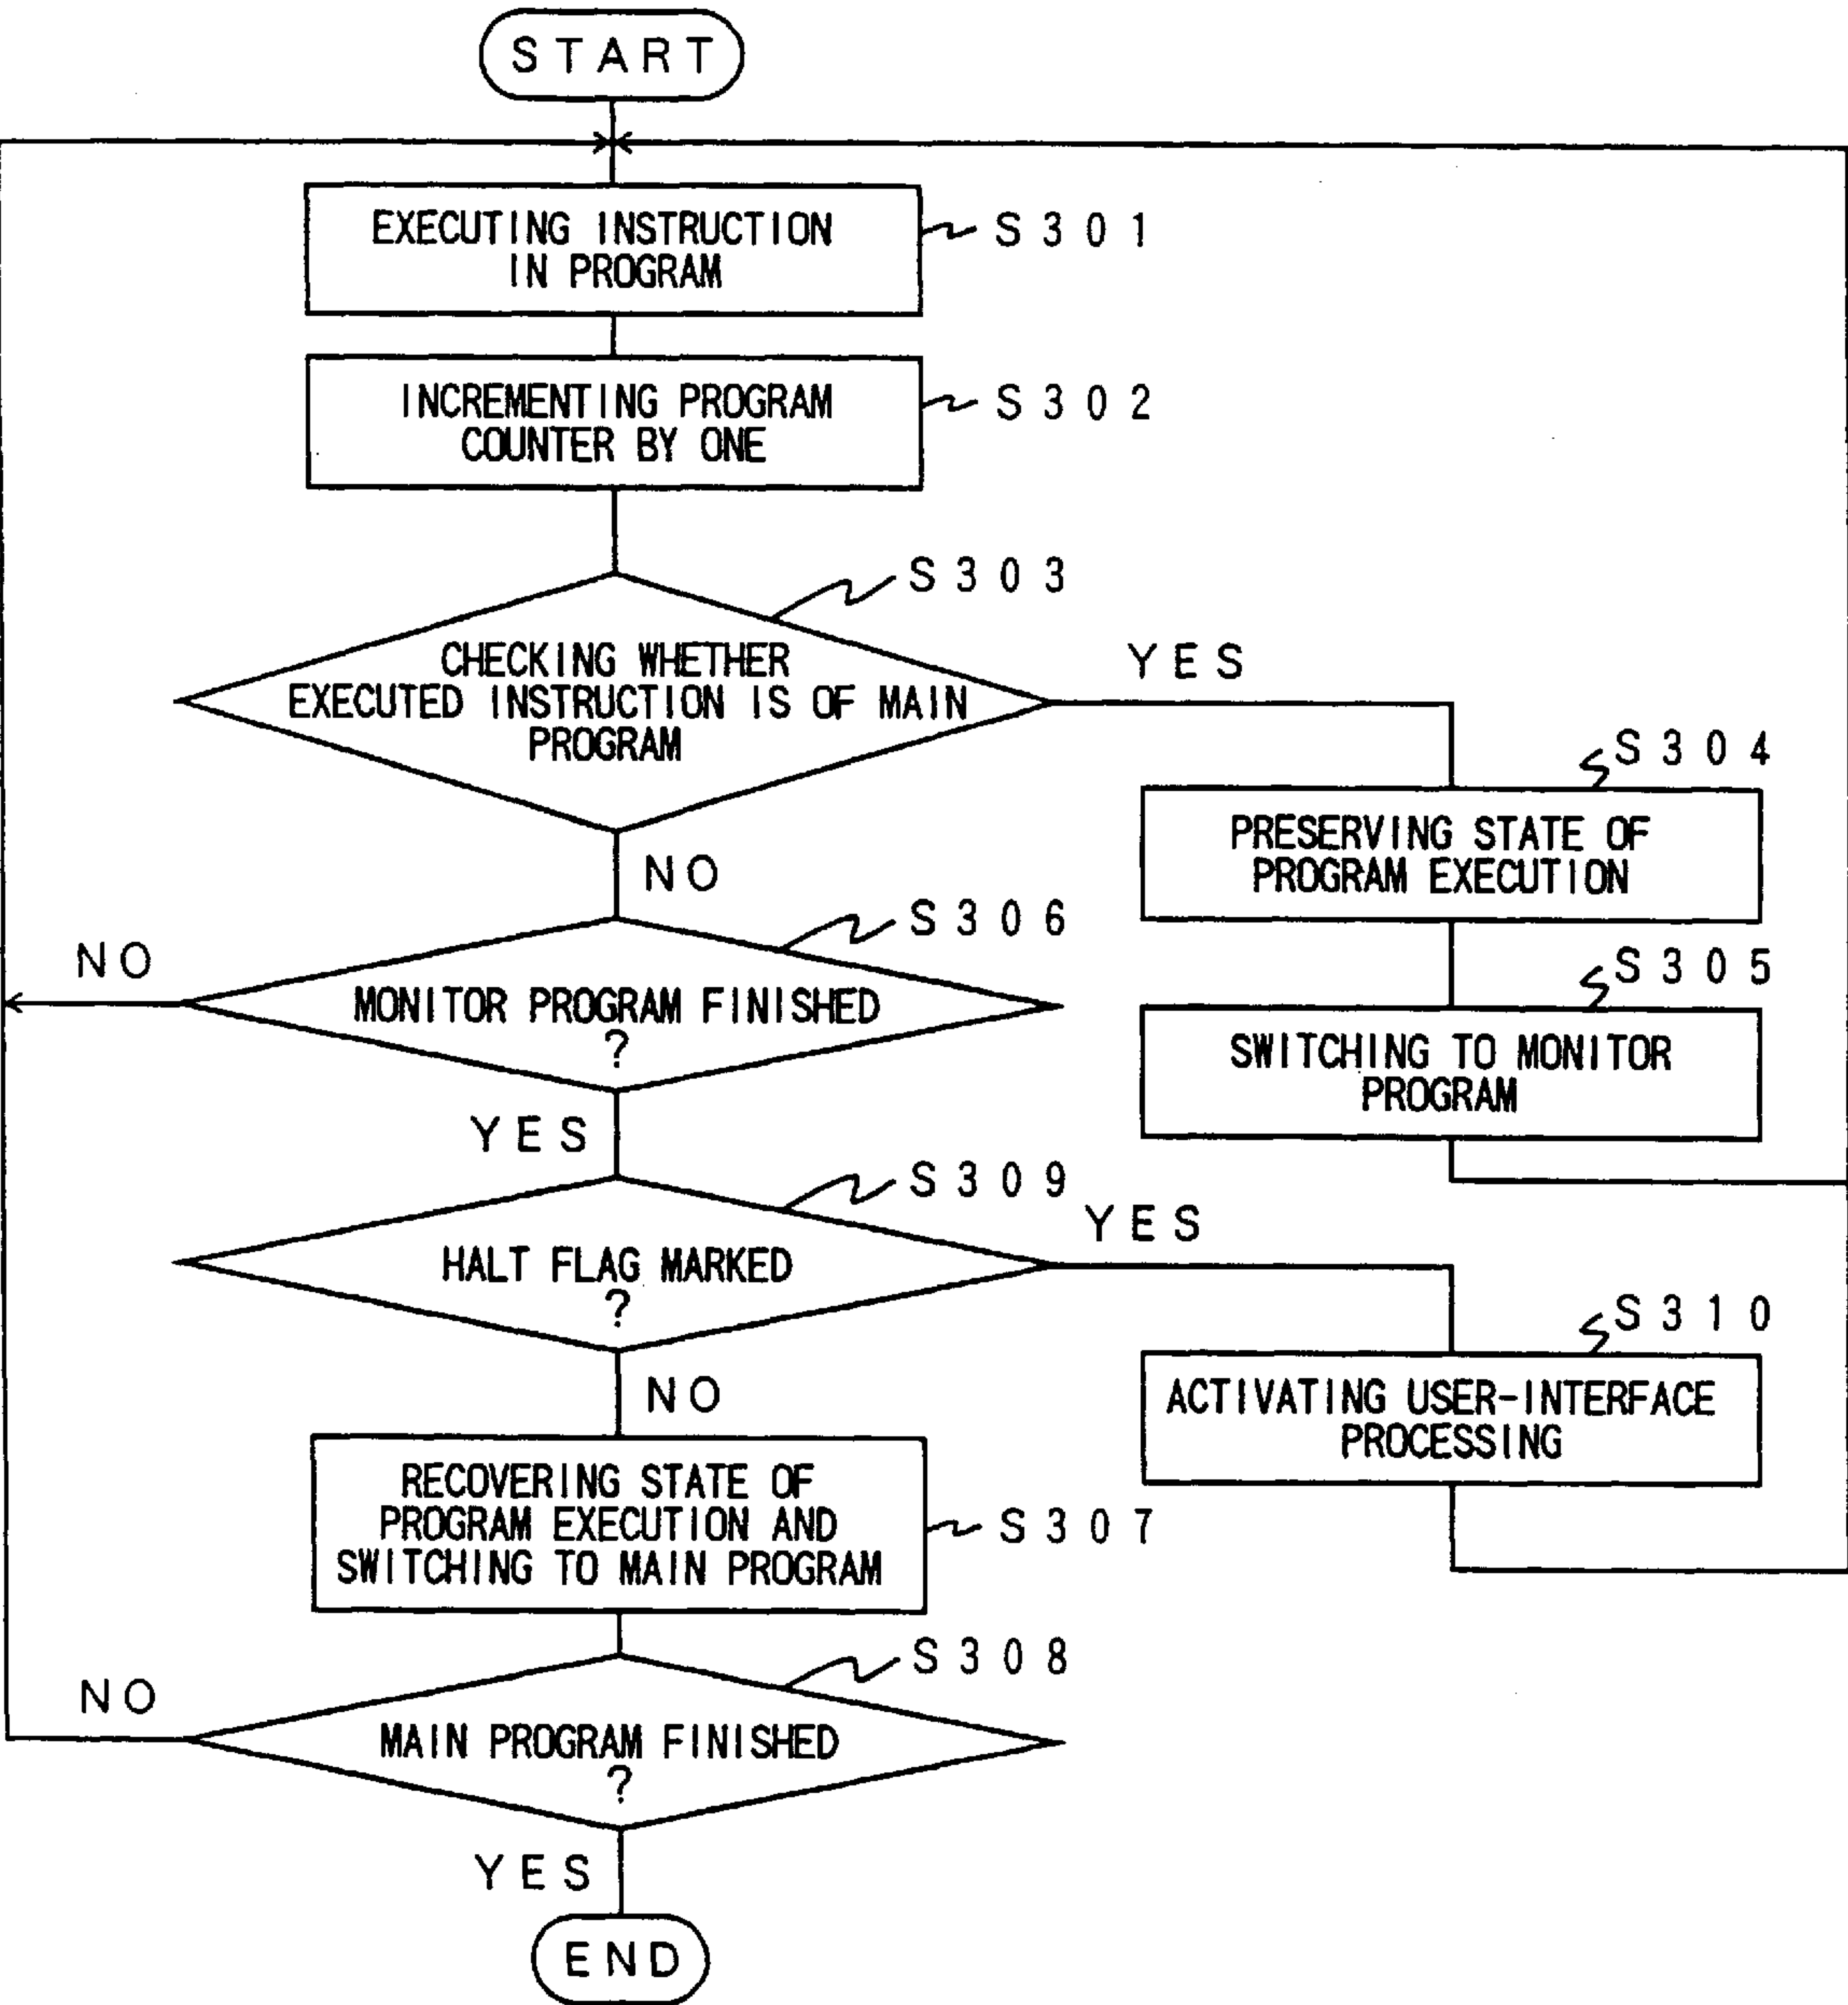 START
EXECUTING INSTRUCTION
IN PROGRAM
S301
INCREMENTING PROGRAM
COUNTER BY ONE
S302
S303
CHECKING WHETHER
EXECUTED INSTRUCTION IS OF MAIN
PROGRAM
YES
NO
S304
PRESERVING STATE OF
PROGRAM EXECUTION
S305
SWITCHING TO MONITOR
PROGRAM
S306
NO
MONITOR PROGRAM FINISHED
?
YES
S309
YES
HALT FLAG MARKED
?
NO
S310
ACTIVATING USER-INTERFACE
PROCESSING
RECOVERING STATE OF
PROGRAM EXECUTION AND
SWITCHING TO MAIN PROGRAM
S307
S308
NO
MAIN PROGRAM FINISHED
?
YES
END